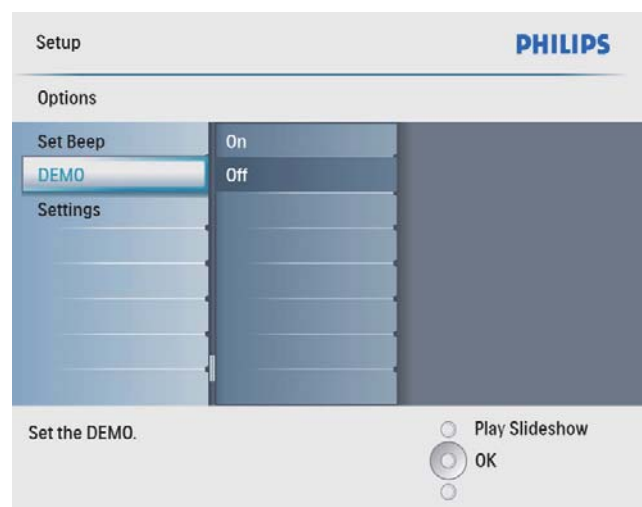 Setup
PHILIPS
Options
Set Beep
On
DEMO
Off
Settings
Set the DEMO.
Play Slideshow
OK